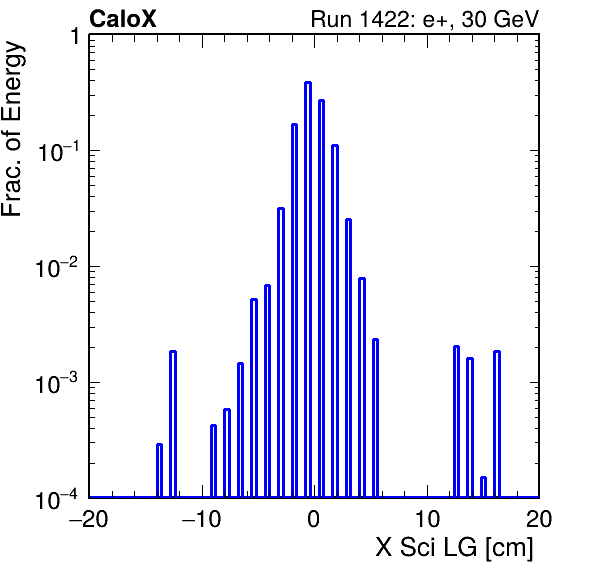 CaloX Run 1422: e+, 30 GeV
Frac. of Energy
1
10⁻¹
10⁻²
10⁻³
10⁻⁴
−20 −10 0 10 20
X Sci LG [cm]